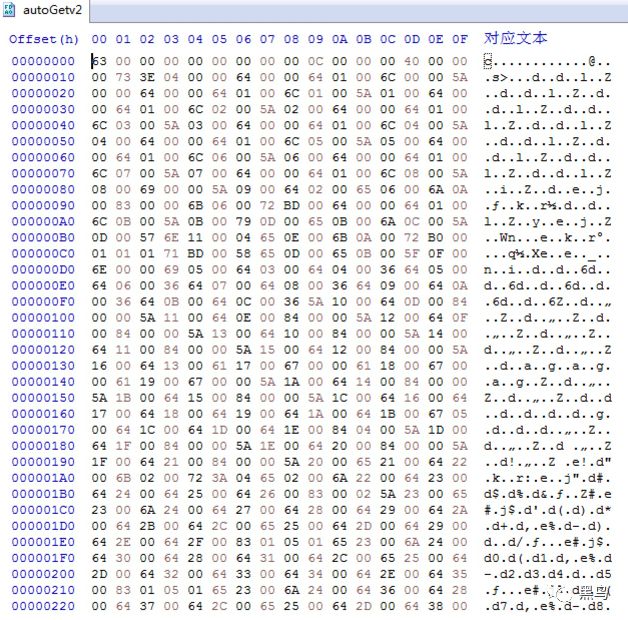 autoGetv2
Offset(h) 00 01 02 03 04 05 06 07 08 09 0A 0B 0C 0D 0E 0F 对应文本
00000000 63 00 00 00 00 00 00 00 00 0C 00 00 00 40 00 00 c............@..
00000010 00 73 3E 04 00 00 64 00 00 64 01 00 6C 00 00 5A .s>...d..d..l..Z
00000020 00 00 64 00 00 64 01 00 6C 01 00 5A 01 00 64 00 ..d..d..l..Z..d.
00000030 00 64 01 00 6C 02 00 5A 02 00 64 00 00 64 01 00 .d..l..Z..d..d..
00000040 6C 03 00 5A 03 00 64 00 00 64 01 00 6C 04 00 5A l..Z..d..d..l..Z
00000050 04 00 64 00 00 64 01 00 6C 05 00 5A 05 00 64 00 ..d..d..l..Z..d.
00000060 00 64 01 00 6C 06 00 5A 06 00 64 00 00 64 01 00 .d..l..Z..d..d..
00000070 6C 07 00 5A 07 00 64 00 00 64 01 00 6C 08 00 5A l..Z..d..d..l..Z
00000080 08 00 69 00 00 5A 09 00 64 02 00 65 06 00 6A 0A ..i..Z..d..e..j.
00000090 00 83 00 00 6B 06 00 72 BD 00 64 00 00 64 01 00 .ƒ..k..r½.d..d..
000000A0 6C 0B 00 5A 0B 00 79 0D 00 65 0B 00 6A 0C 00 5A l..Z..y..e..j..Z
000000B0 0D 00 57 6E 11 00 04 65 0E 00 6B 0A 00 72 B0 00 ..Wn...e..k..r°.
000000C0 01 01 01 71 BD 00 58 65 0D 00 65 0B 00 5F 0F 00 ...q½.Xe..e.._..
000000D0 6E 00 00 69 05 00 64 03 00 64 04 00 36 64 05 00 n..i..d..d..6d..
000000E0 64 06 00 36 64 07 00 64 08 00 36 64 09 00 64 0A d..6d..d..6d..d.
000000F0 00 36 64 0B 00 64 0C 00 36 5A 10 00 64 0D 00 84 .6d..d..6Z..d..„
00000100 00 00 5A 11 00 64 0E 00 84 00 00 5A 12 00 64 0F ..Z..d..„..Z..d.
00000110 00 84 00 00 5A 13 00 64 10 00 84 00 00 5A 14 00 .„..Z..d..„..Z..
00000120 64 11 00 84 00 00 5A 15 00 64 12 00 84 00 00 5A d..„..Z..d..„..Z
00000130 16 00 64 13 00 61 17 00 67 00 00 61 18 00 67 00 ..d..a..g..a..g.
00000140 00 61 19 00 67 00 00 5A 1A 00 64 14 00 84 00 00 .a..g..Z..d..„..
00000150 5A 1B 00 64 15 00 84 00 00 5A 1C 00 64 16 00 64 Z..d..„..Z..d..d
00000160 17 00 64 18 00 64 19 00 64 1A 00 64 1B 00 67 05 ..d..d..d..d..g.
00000170 00 64 1C 00 64 1D 00 64 1E 00 84 04 00 5A 1D 00 .d..d..d..„..Z..
00000180 64 1F 00 84 00 00 5A 1E 00 64 20 00 84 00 00 5A d..„..Z..d .„..Z
00000190 1F 00 64 21 00 84 00 00 5A 20 00 65 21 00 64 22 ..d!.„..Z .e!.d"
000001A0 00 6B 02 00 72 3A 04 65 02 00 6A 22 00 64 23 00 .k..r:.e..j".d#.
000001B0 64 24 00 64 25 00 64 26 00 83 02 00 5A 23 00 65 d$.d%.d&.ƒ..Z#.e
000001C0 23 00 6A 24 00 64 27 00 64 28 00 64 29 00 64 2A #.j$.d'.d(.d).d*
000001D0 00 64 2B 00 64 2C 00 65 25 00 64 2D 00 64 29 00 .d+.d,.e%.d-.d).
000001E0 64 2E 00 64 2F 00 83 01 05 01 65 23 00 6A 24 00 d..d/.ƒ...e#.j$.
000001F0 64 30 00 64 28 00 64 31 00 64 2C 00 65 25 00 64 d0.d(.d1.d,.e%.d
00000200 2D 00 64 32 00 64 33 00 64 34 00 64 2E 00 64 35 -.d2.d3.d4.d..d5
00000210 00 83 01 05 01 65 23 00 6A 24 00 64 36 00 64 28 .ƒ...e#.j$.d6.d(
00000220 00 64 37 00 64 2C 00 65 25 00 64 2D 00 64 38 00 .d7.d,.e%.d-.d8.
黑鸟